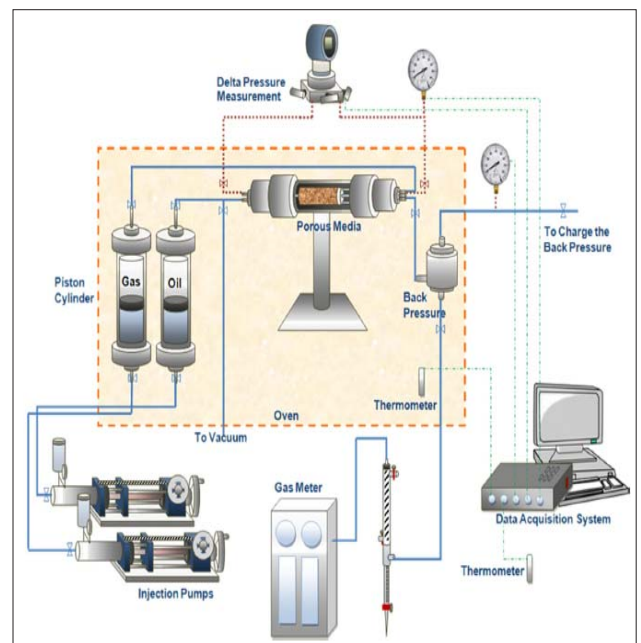 Delta Pressure
Measurement
Porous Media
To Charge the
Back Pressure
Gas
Oil
Piston
Cylinder
Back
Pressure
Thermometer
Oven
To Vacuum
Gas Meter
Data Acquisition System
Injection Pumps
Thermometer